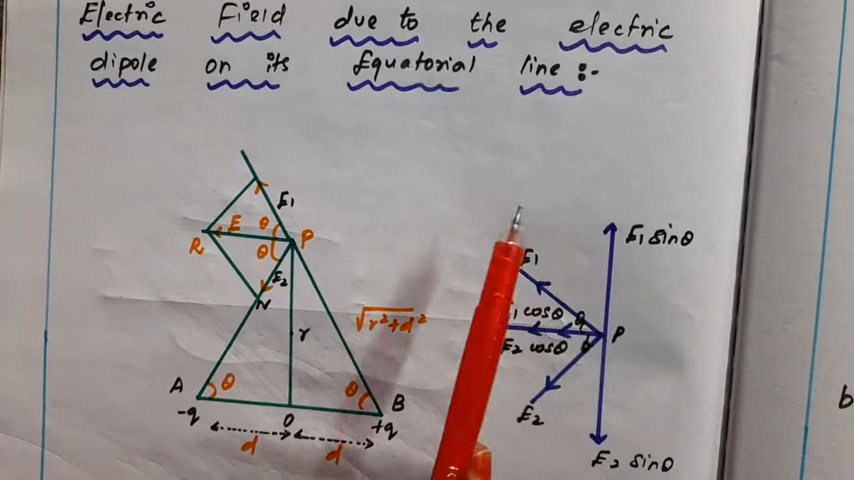 Electric Field due to the electric
dipole on its Equatorial line :-
E1
E
θ
P
R
θ
E2
N
√r²+d²
r
A
θ
θ
B
-q
O
+q
d
d
E1 sinθ
E1
E1 cosθ
θ
P
E2 cosθ
θ
E2
E2 sinθ
b